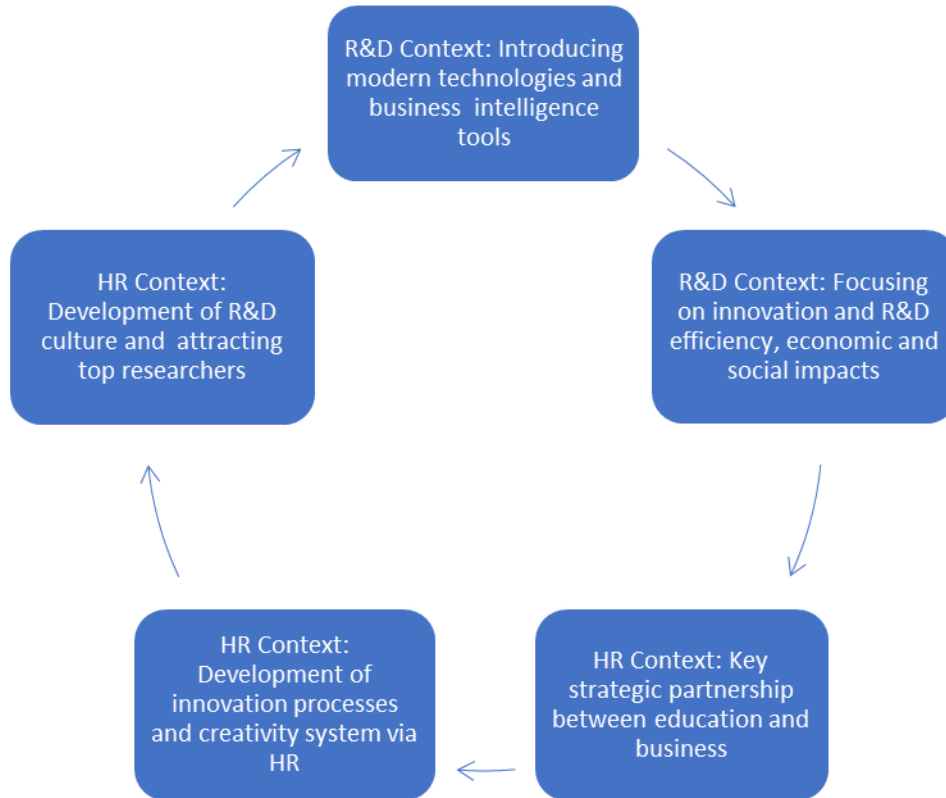 R&D Context: Introducing
modern technologies and
business  intelligence
tools
R&D Context: Focusing
on innovation and R&D
efficiency, economic and
social impacts
HR Context: Key
strategic partnership
between education and
business
HR Context:
Development of
innovation processes
and creativity system via
HR
HR Context:
Development of R&D
culture and  attracting
top researchers